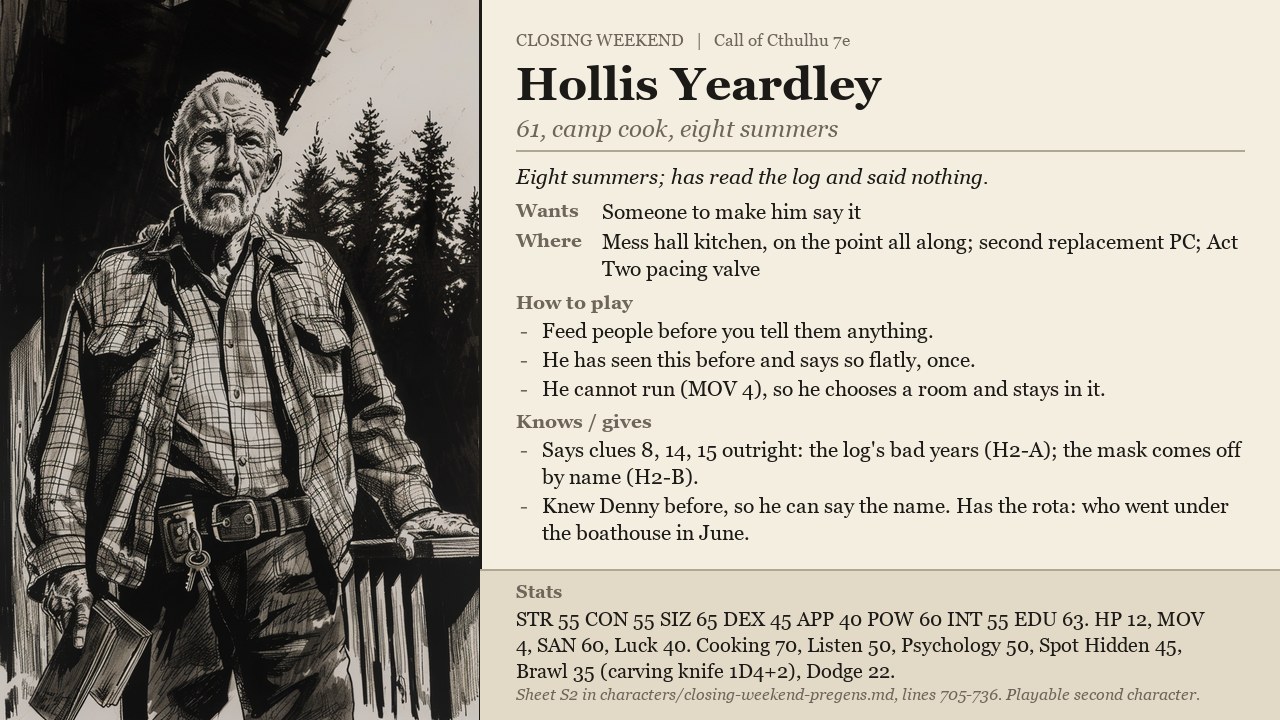 CLOSING WEEKEND | Call of Cthulhu 7e
Hollis Yeardley
61, camp cook, eight summers
Eight summers; has read the log and said nothing.
Wants Someone to make him say it
Where Mess hall kitchen, on the point all along; second replacement PC; Act
Two pacing valve
How to play
- Feed people before you tell them anything.
- He has seen this before and says so flatly, once.
- He cannot run (MOV 4), so he chooses a room and stays in it.
Knows / gives
- Says clues 8, 14, 15 outright: the log's bad years (H2-A); the mask comes off
by name (H2-B).
- Knew Denny before, so he can say the name. Has the rota: who went under
the boathouse in June.
Stats
STR 55 CON 55 SIZ 65 DEX 45 APP 40 POW 60 INT 55 EDU 63. HP 12, MOV
4, SAN 60, Luck 40. Cooking 70, Listen 50, Psychology 50, Spot Hidden 45,
Brawl 35 (carving knife 1D4+2), Dodge 22.
Sheet S2 in characters/closing-weekend-pregens.md, lines 705-736. Playable second character.